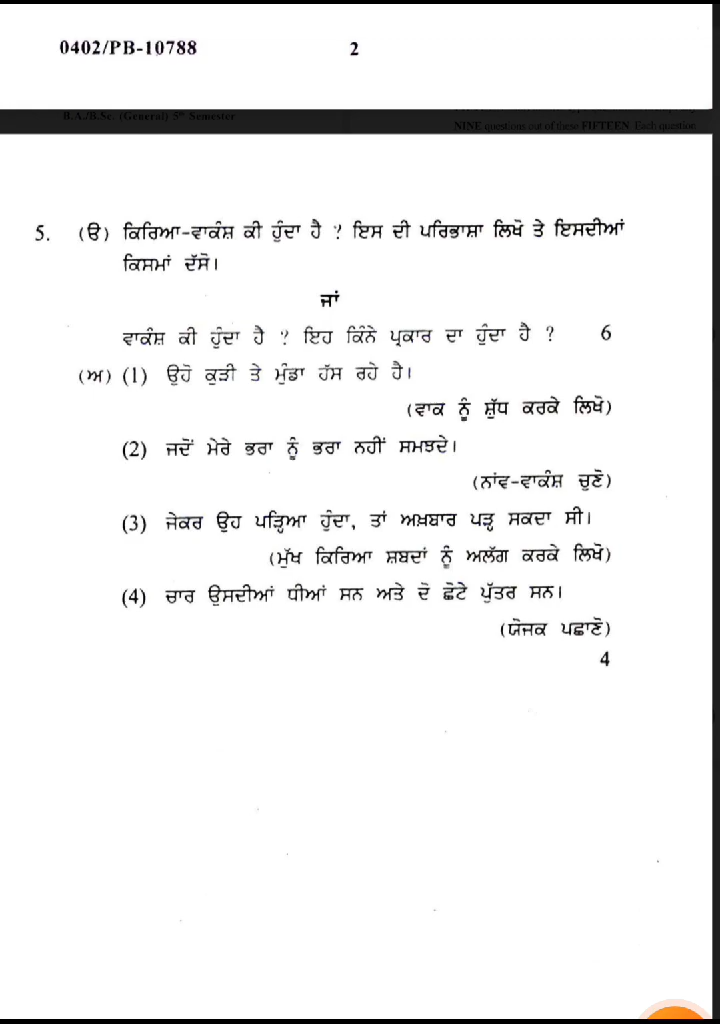 0402/PB-10788 2
B.A./B.Sc. (General) 5th Semester
NINE questions out of these FIFTEEN. Each question
5. (ੳ) ਕਿਰਿਆ-ਵਾਕੰਸ਼ ਕੀ ਹੁੰਦਾ ਹੈ ? ਇਸ ਦੀ ਪਰਿਭਾਸ਼ਾ ਲਿਖੋ ਤੇ ਇਸਦੀਆਂ
ਕਿਸਮਾਂ ਦੱਸੋ।
ਜਾਂ
ਵਾਕੰਸ਼ ਕੀ ਹੁੰਦਾ ਹੈ ? ਇਹ ਕਿੰਨੇ ਪ੍ਰਕਾਰ ਦਾ ਹੁੰਦਾ ਹੈ ? 6
(ਅ) (1) ਉਹੋ ਕੁੜੀ ਤੇ ਮੁੰਡਾ ਹੱਸ ਰਹੇ ਹੈ।
(ਵਾਕ ਨੂੰ ਸ਼ੁੱਧ ਕਰਕੇ ਲਿਖੋ)
(2) ਜਦੋਂ ਮੇਰੇ ਭਰਾ ਨੂੰ ਭਰਾ ਨਹੀਂ ਸਮਝਦੇ।
(ਨਾਂਵ-ਵਾਕੰਸ਼ ਚੁਣੋ)
(3) ਜੇਕਰ ਉਹ ਪੜ੍ਹਿਆ ਹੁੰਦਾ, ਤਾਂ ਅਖ਼ਬਾਰ ਪੜ੍ਹ ਸਕਦਾ ਸੀ।
(ਮੁੱਖ ਕਿਰਿਆ ਸ਼ਬਦਾਂ ਨੂੰ ਅਲੱਗ ਕਰਕੇ ਲਿਖੋ)
(4) ਚਾਰ ਉਸਦੀਆਂ ਧੀਆਂ ਸਨ ਅਤੇ ਦੋ ਛੋਟੇ ਪੁੱਤਰ ਸਨ।
(ਯੋਜਕ ਪਛਾਣੋ)
4